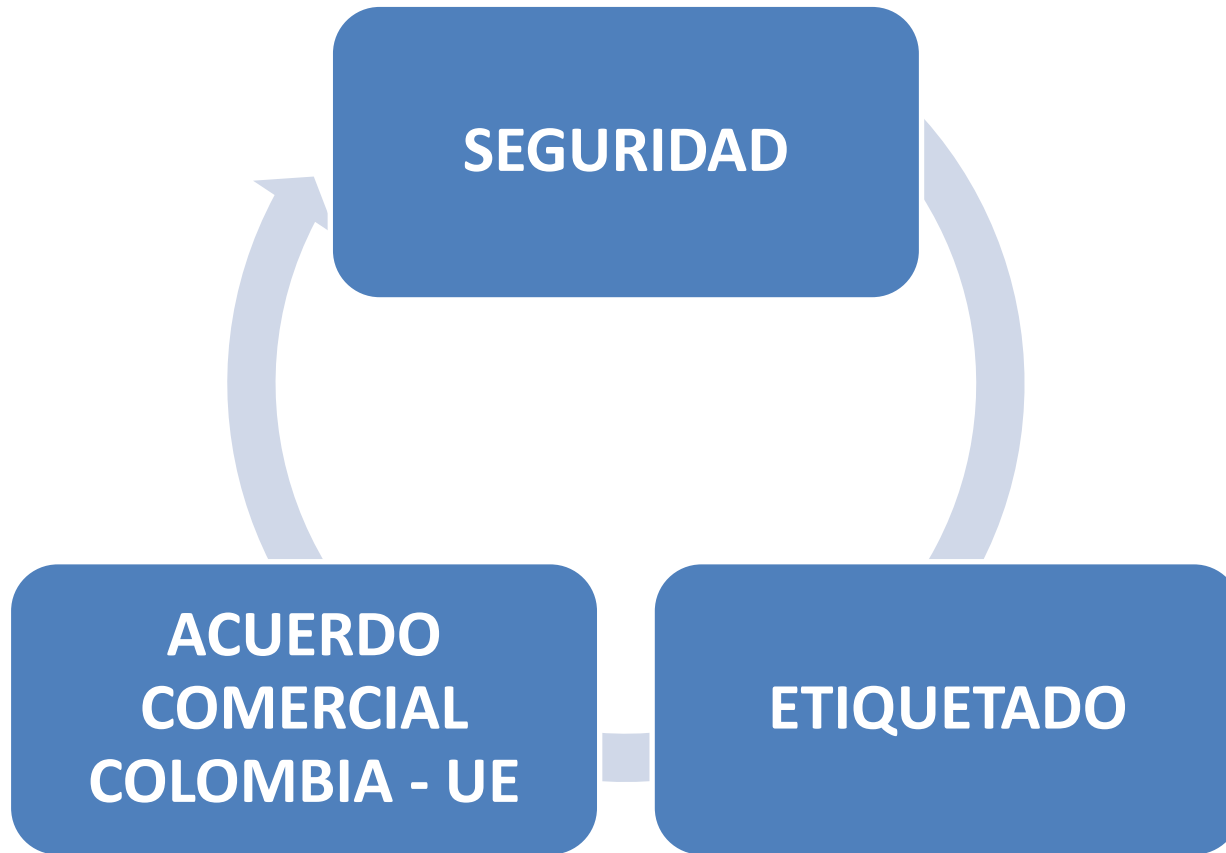 SEGURIDAD
ACUERDO
COMERCIAL
COLOMBIA - UE
ETIQUETADO